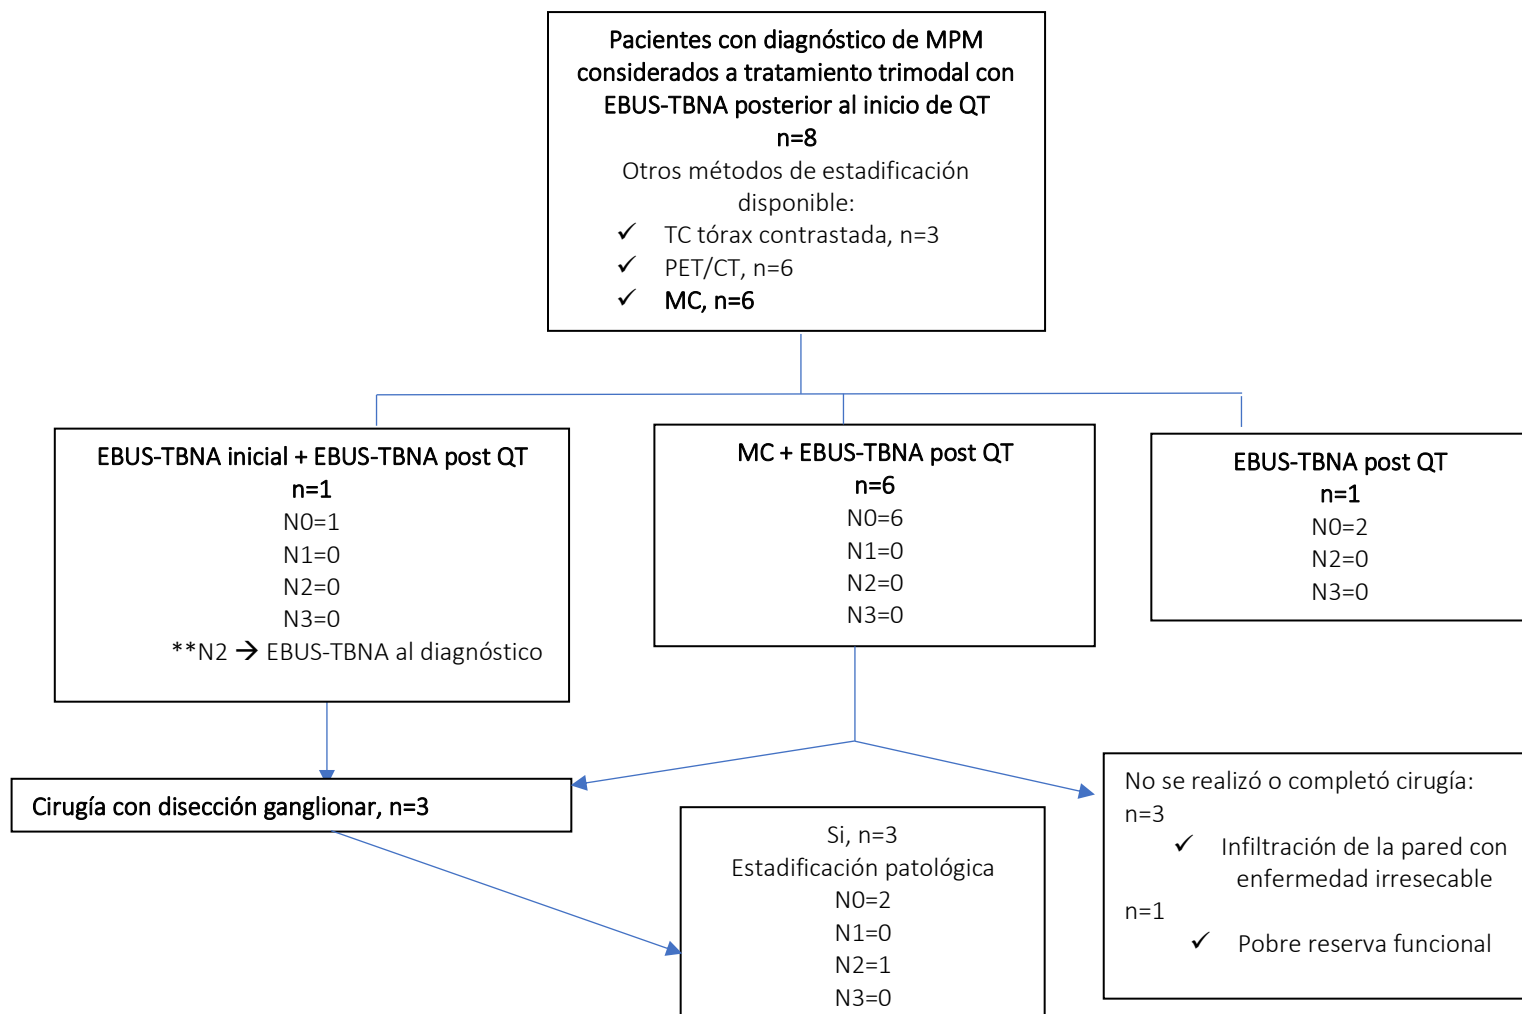 Pacientes con diagnóstico de MPM
considerados a tratamiento trimodal con
EBUS-TBNA posterior al inicio de QT
n=8
Otros métodos de estadificación
disponible:
✓ TC tórax contrastada, n=3
✓ PET/CT, n=6
✓ MC, n=6
EBUS-TBNA inicial + EBUS-TBNA post QT
n=1
N0=1
N1=0
N2=0
N3=0
**N2 → EBUS-TBNA al diagnóstico
MC + EBUS-TBNA post QT
n=6
N0=6
N1=0
N2=0
N3=0
EBUS-TBNA post QT
n=1
N0=2
N2=0
N3=0
Cirugía con disección ganglionar, n=3
Si, n=3
Estadificación patológica
N0=2
N1=0
N2=1
N3=0
No se realizó o completó cirugía:
n=3
✓ Infiltración de la pared con
enfermedad irresecable
n=1
✓ Pobre reserva funcional